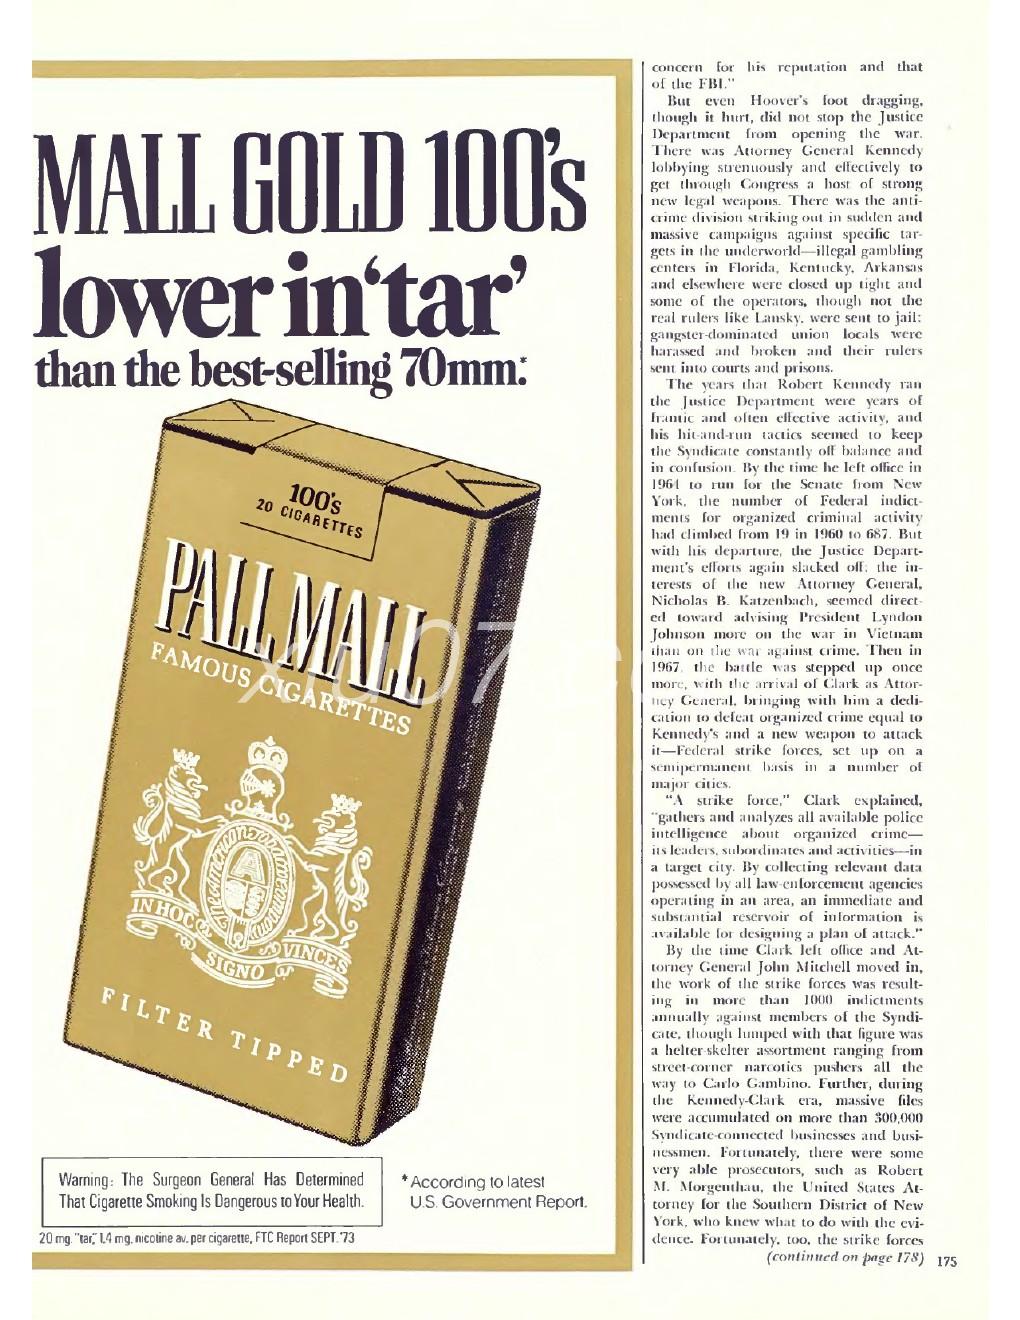 MALL GOLD 100's
lower in 'tar'
than the best-selling 70mm.*
100's
20 CIGARETTES
PALL MALL
FAMOUS CIGARETTES
IN HOC
SIGNO
VINCES
FILTER TIPPED
Warning: The Surgeon General Has Determined
That Cigarette Smoking Is Dangerous to Your Health.
*According to latest
U.S. Government Report.
20 mg. "tar," 1.4 mg. nicotine av. per cigarette, FTC Report SEPT. '73
concern for his reputation and that
of the FBI."
But even Hoover's foot dragging,
though it hurt, did not stop the Justice
Department from opening the war.
There was Attorney General Kennedy
lobbying strenuously and effectively to
get through Congress a host of strong
new legal weapons. There was the anti-
crime division striking out in sudden and
massive campaigns against specific tar-
gets in the underworld—illegal gambling
centers in Florida, Kentucky, Arkansas
and elsewhere were closed up tight and
some of the operators, though not the
real rulers like Lansky, were sent to jail;
gangster-dominated union locals were
harassed and broken and their rulers
sent into courts and prisons.
The years that Robert Kennedy ran
the Justice Department were years of
frantic and often effective activity, and
his hit-and-run tactics seemed to keep
the Syndicate constantly off balance and
in confusion. By the time he left office in
1964 to run for the Senate from New
York, the number of Federal indict-
ments for organized criminal activity
had climbed from 19 in 1960 to 687. But
with his departure, the Justice Depart-
ment's efforts again slacked off; the in-
terests of the new Attorney General,
Nicholas B. Katzenbach, seemed direct-
ed toward advising President Lyndon
Johnson more on the war in Vietnam
than on the war against crime. Then in
1967, the battle was stepped up once
more, with the arrival of Clark as Attor-
ney General, bringing with him a dedi-
cation to defeat organized crime equal to
Kennedy's and a new weapon to attack
it—Federal strike forces, set up on a
semipermanent basis in a number of
major cities.
"A strike force," Clark explained,
"gathers and analyzes all available police
intelligence about organized crime—
its leaders, subordinates and activities—in
a target city. By collecting relevant data
possessed by all law-enforcement agencies
operating in an area, an immediate and
substantial reservoir of information is
available for designing a plan of attack."
By the time Clark left office and At-
torney General John Mitchell moved in,
the work of the strike forces was result-
ing in more than 1000 indictments
annually against members of the Syndi-
cate, though lumped with that figure was
a helter-skelter assortment ranging from
street-corner narcotics pushers all the
way to Carlo Gambino. Further, during
the Kennedy-Clark era, massive files
were accumulated on more than 300,000
Syndicate-connected businesses and busi-
nessmen. Fortunately, there were some
very able prosecutors, such as Robert
M. Morgenthau, the United States At-
torney for the Southern District of New
York, who knew what to do with the evi-
dence. Fortunately, too, the strike forces
(continued on page 178) 175